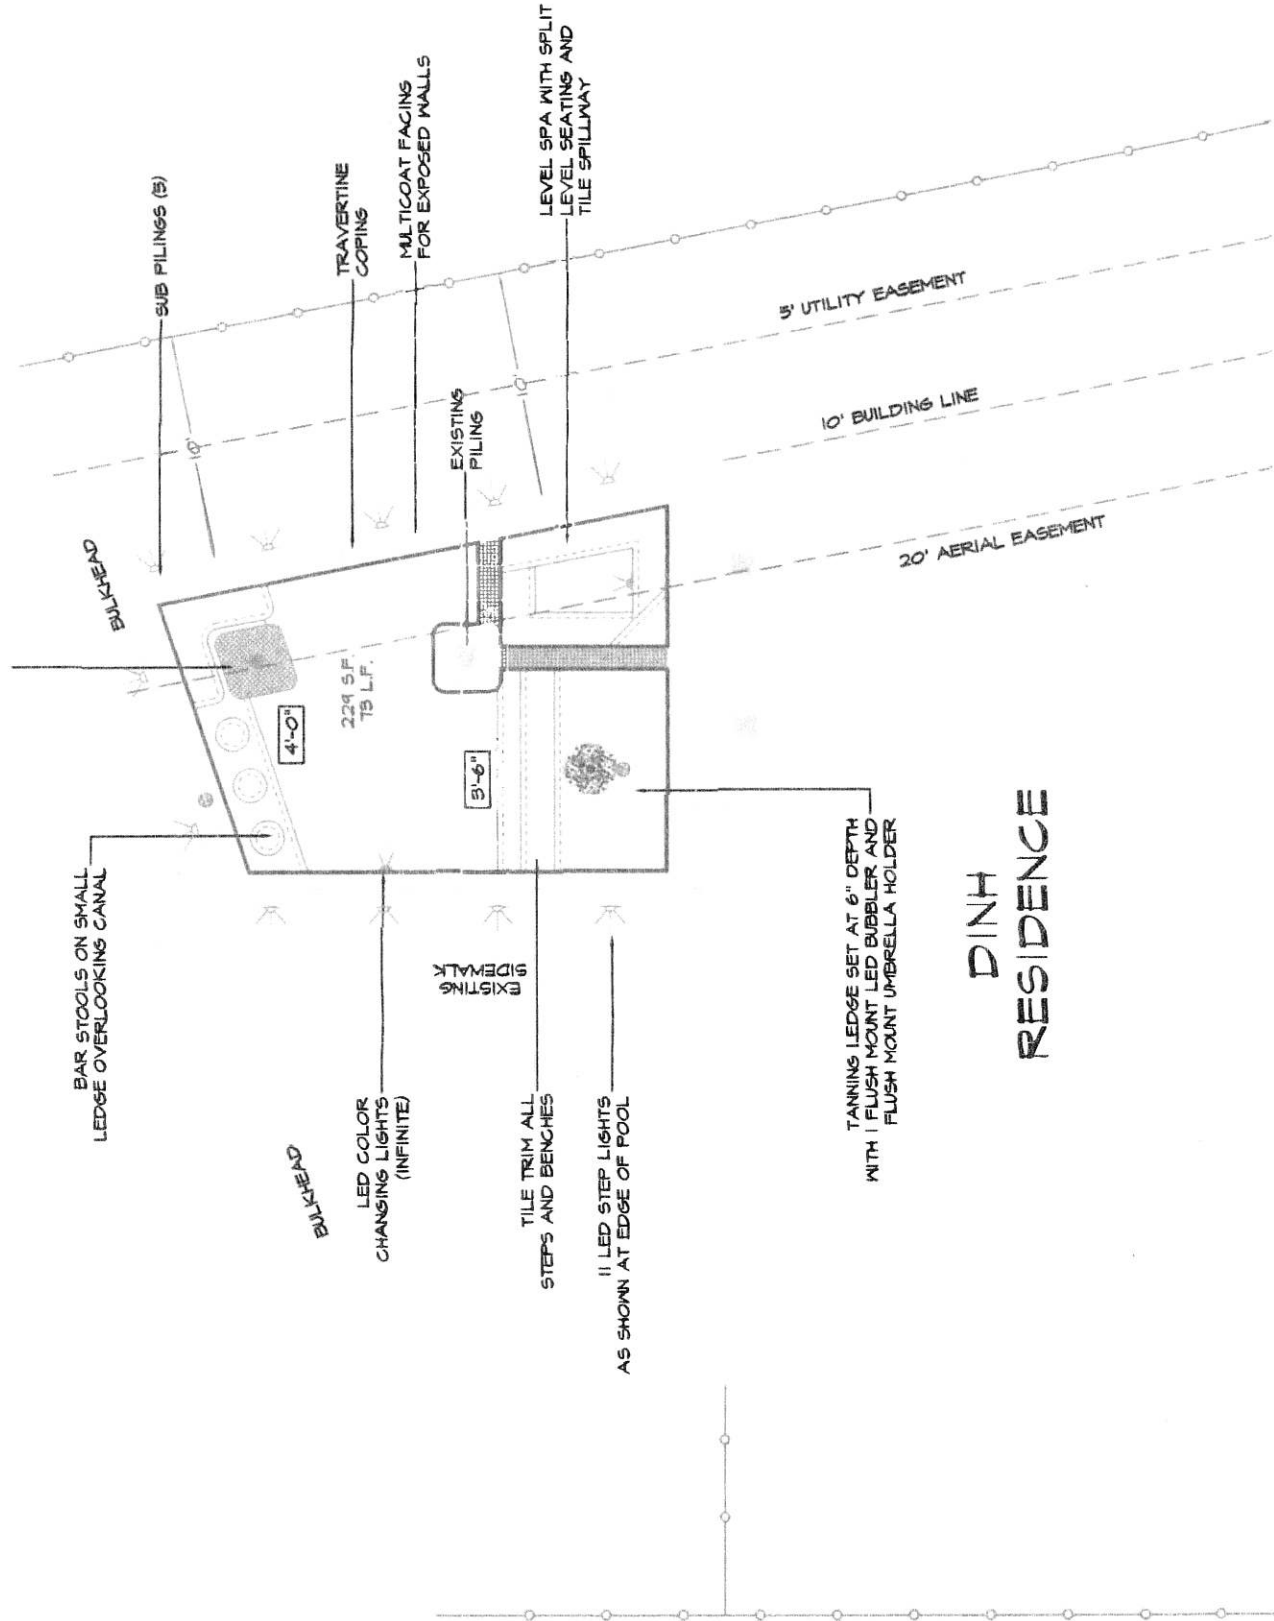 SUB PILINGS (5)
TRAVERTINE
COPING
MULTICOAT FACING
FOR EXPOSED WALLS
LEVEL SPA WITH SPLIT
LEVEL SEATING AND
TILE SPILLWAY
BULKHEAD
EXISTING
PILING
10'
10'
5' UTILITY EASEMENT
10' BUILDING LINE
20' AERIAL EASEMENT
229 S.F.
73 L.F.
4'-0"
3'-6"
BAR STOOLS ON SMALL
LEDGE OVERLOOKING CANAL
BULKHEAD
LED COLOR
CHANGING LIGHTS
(INFINITE)
EXISTING
SIDEWALK
TILE TRIM ALL
STEPS AND BENCHES
11 LED STEP LIGHTS
AS SHOWN AT EDGE OF POOL
TANNING LEDGE SET AT 6" DEPTH
WITH 1 FLUSH MOUNT LED BUBBLER AND
FLUSH MOUNT UMBRELLA HOLDER
DINH
RESIDENCE